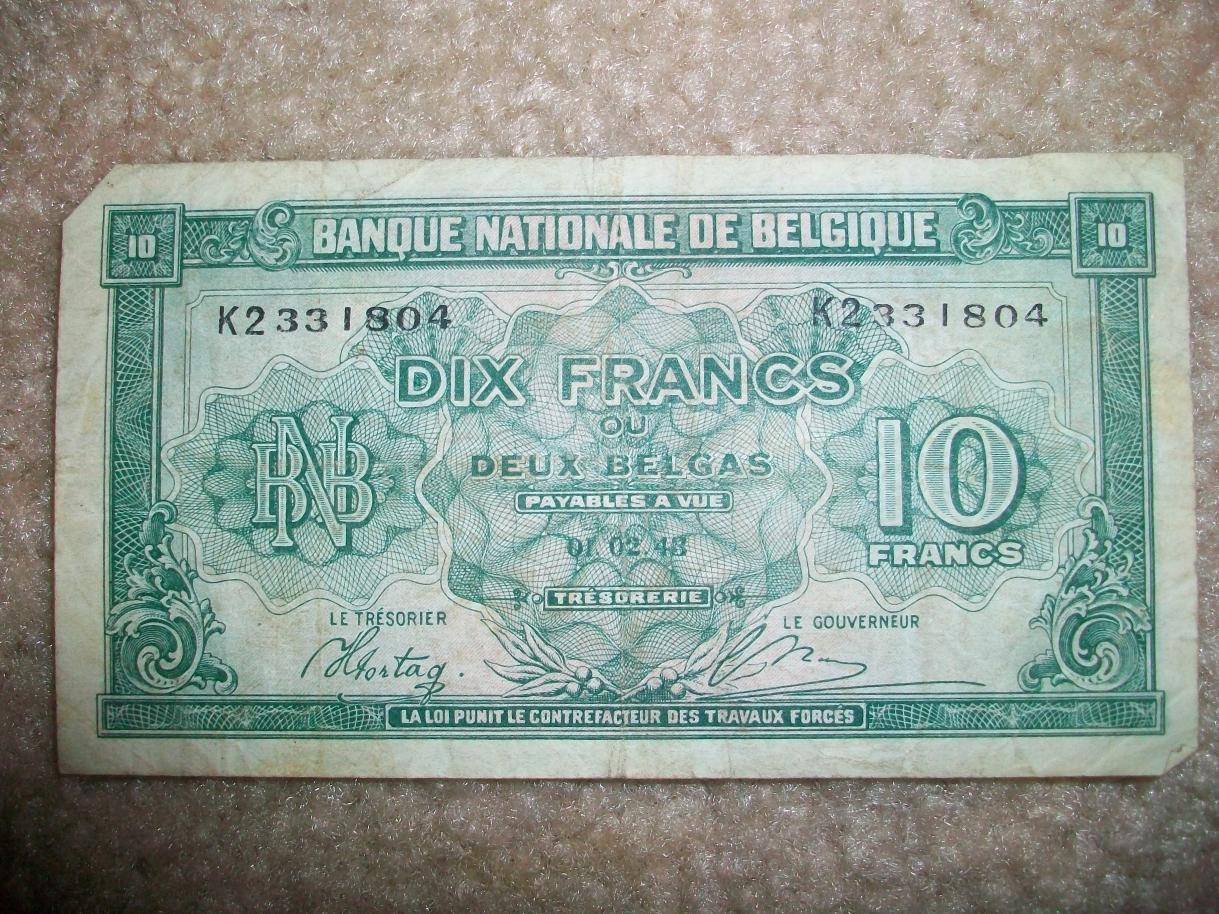 BANQUE NATIONALE DE BELGIQUE
10 10
K2331804 K2331804
DIX FRANCS
OU
DEUX BELGAS
PAYABLES A VUE
BNB
10
FRANCS
01.02.43
TRÉSORERIE
LE TRÉSORIER LE GOUVERNEUR
LA LOI PUNIT LE CONTREFACTEUR DES TRAVAUX FORCÉS